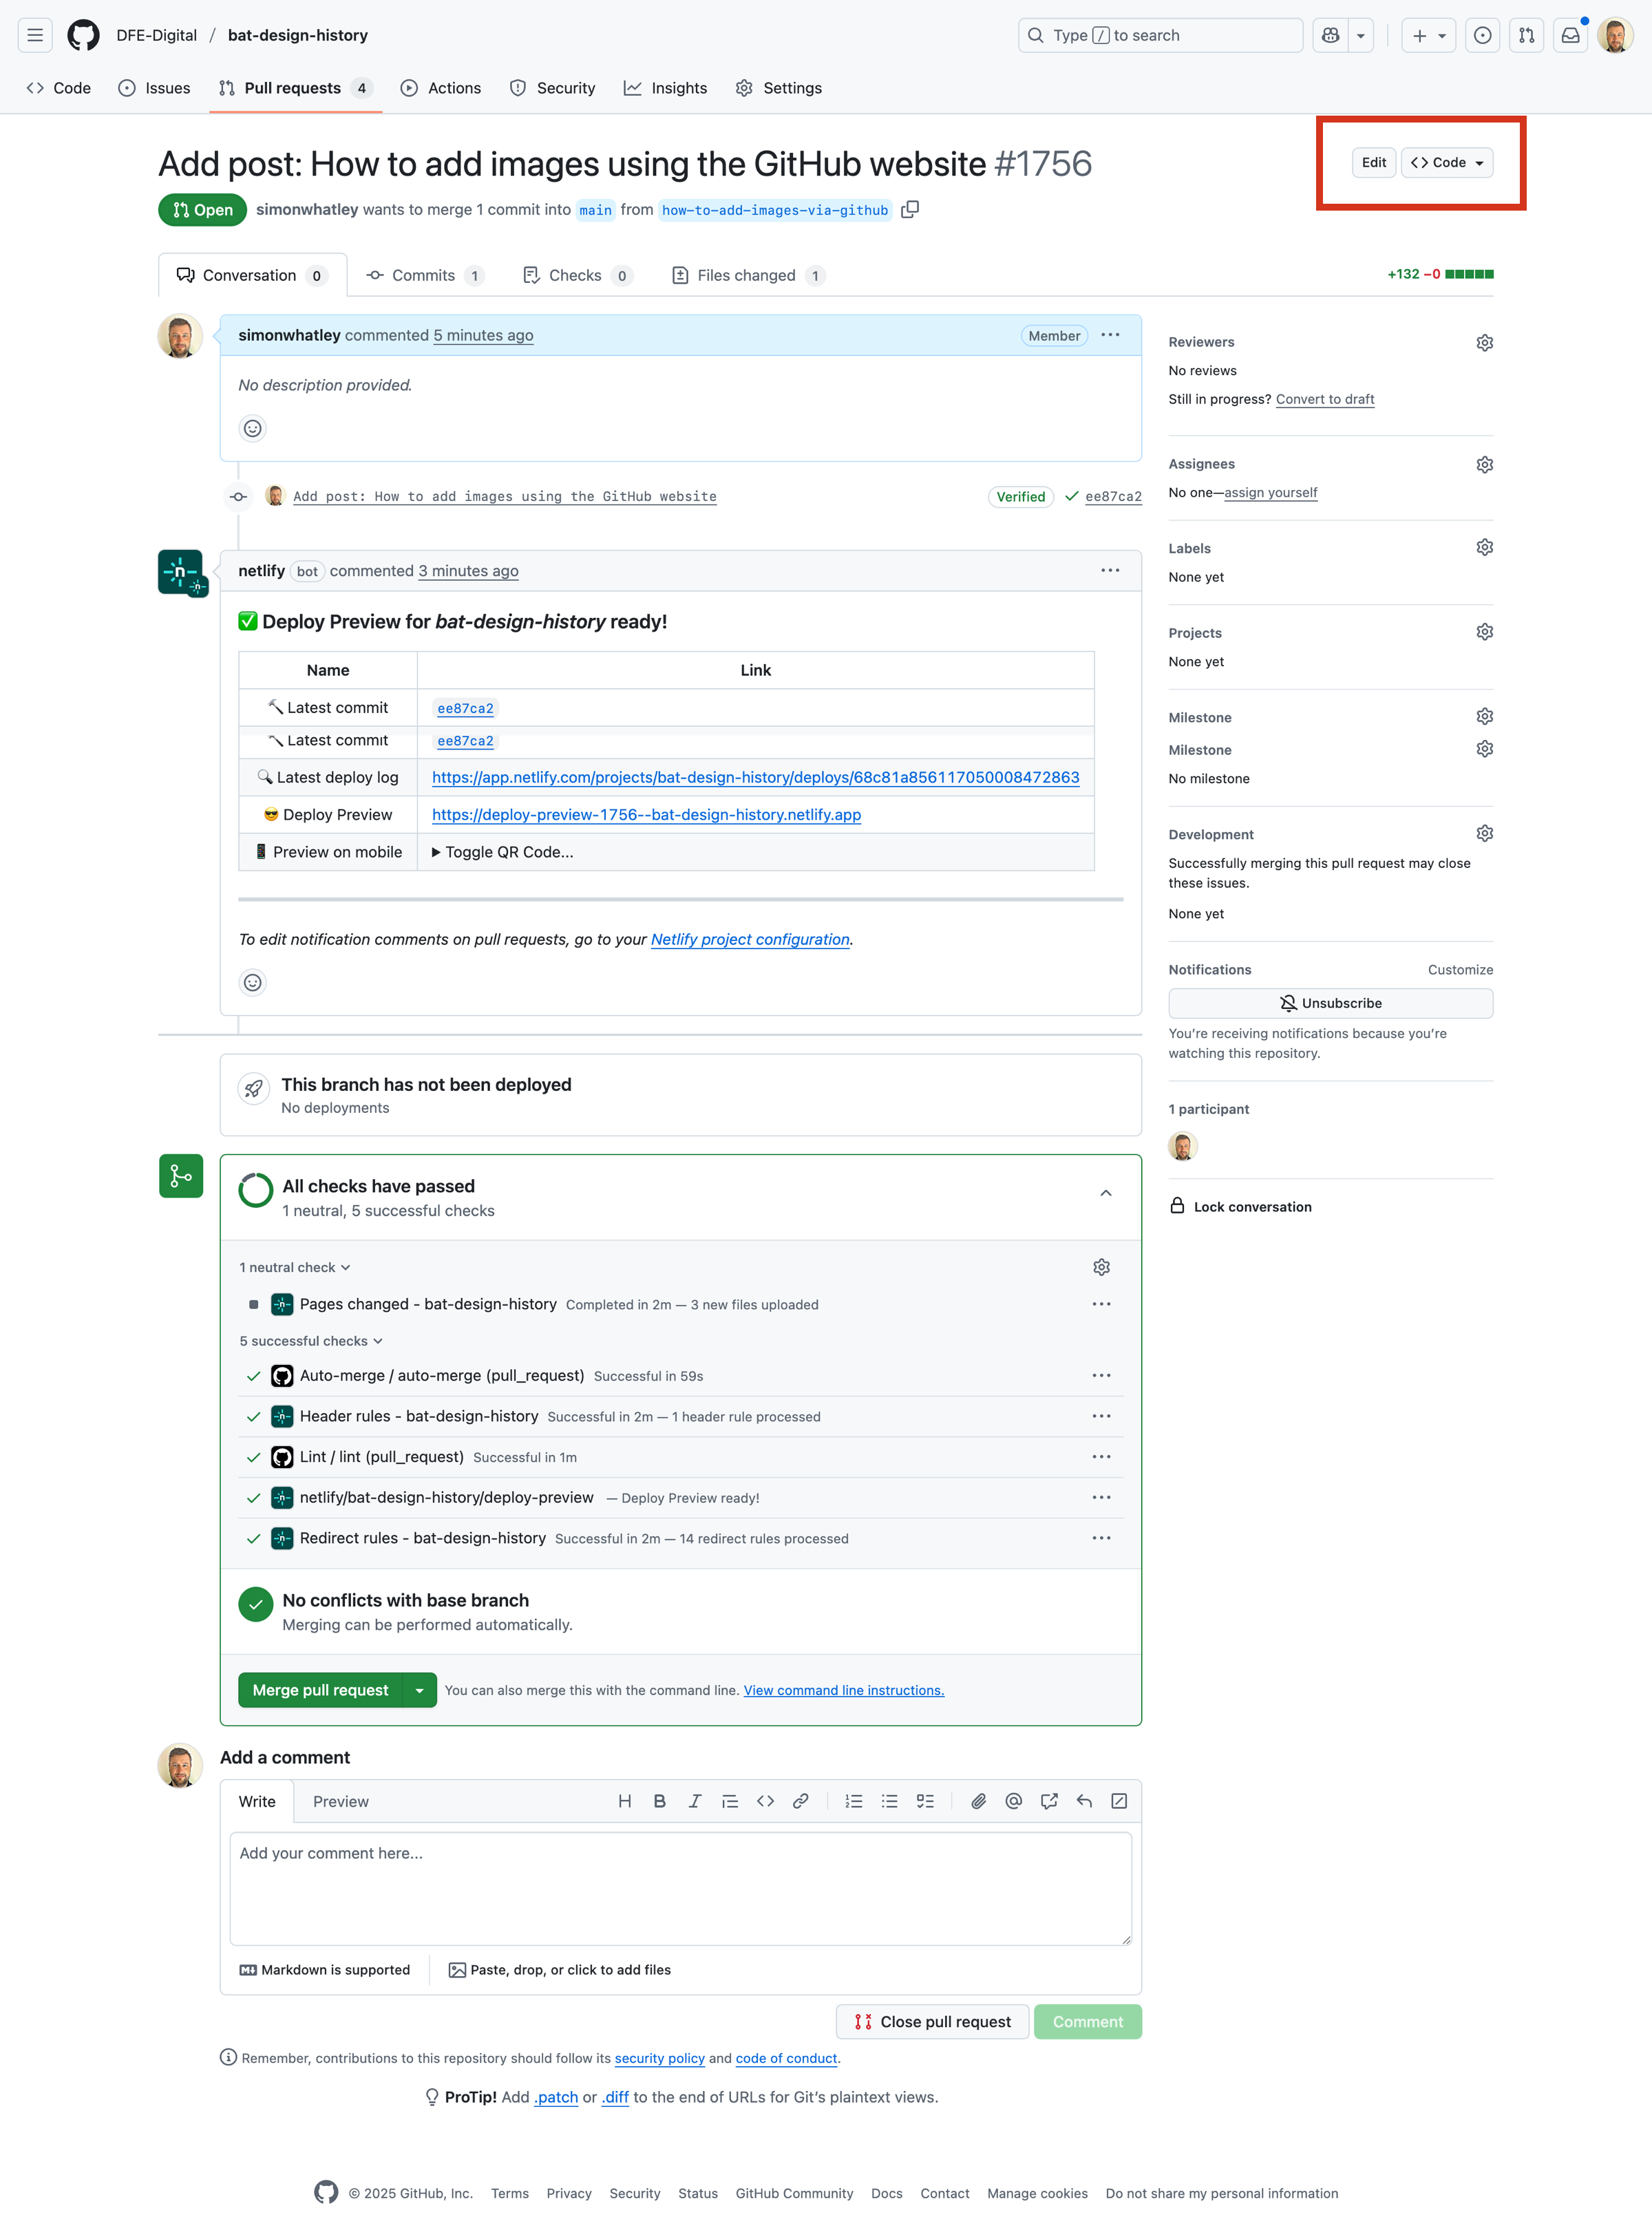 DFE-Digital / bat-design-history
Type / to search
Code Issues Pull requests 4 Actions Security Insights Settings
Add post: How to add images using the GitHub website #1756
Edit Code
Open simonwhatley wants to merge 1 commit into main from how-to-add-images-via-github
Conversation 0 Commits 1 Checks 0 Files changed 1
+132 −0
simonwhatley commented 5 minutes ago Member
No description provided.
Add post: How to add images using the GitHub website Verified ee87ca2
netlify bot commented 3 minutes ago
Deploy Preview for bat-design-history ready!
Name Link
Latest commit ee87ca2
Latest commit ee87ca2
Latest deploy log https://app.netlify.com/projects/bat-design-history/deploys/68c81a856117050008472863
Deploy Preview https://deploy-preview-1756--bat-design-history.netlify.app
Preview on mobile Toggle QR Code...
To edit notification comments on pull requests, go to your Netlify project configuration.
This branch has not been deployed
No deployments
All checks have passed
1 neutral, 5 successful checks
1 neutral check
Pages changed - bat-design-history Completed in 2m — 3 new files uploaded
5 successful checks
Auto-merge / auto-merge (pull_request) Successful in 59s
Header rules - bat-design-history Successful in 2m — 1 header rule processed
Lint / lint (pull_request) Successful in 1m
netlify/bat-design-history/deploy-preview — Deploy Preview ready!
Redirect rules - bat-design-history Successful in 2m — 14 redirect rules processed
No conflicts with base branch
Merging can be performed automatically.
Merge pull request You can also merge this with the command line. View command line instructions.
Add a comment
Write Preview
Add your comment here...
Markdown is supported Paste, drop, or click to add files
Close pull request Comment
Remember, contributions to this repository should follow its security policy and code of conduct.
ProTip! Add .patch or .diff to the end of URLs for Git's plaintext views.
Reviewers
No reviews
Still in progress? Convert to draft
Assignees
No one—assign yourself
Labels
None yet
Projects
None yet
Milestone
Milestone
No milestone
Development
Successfully merging this pull request may close
these issues.
None yet
Notifications Customize
Unsubscribe
You're receiving notifications because you're
watching this repository.
1 participant
Lock conversation
© 2025 GitHub, Inc. Terms Privacy Security Status GitHub Community Docs Contact Manage cookies Do not share my personal information